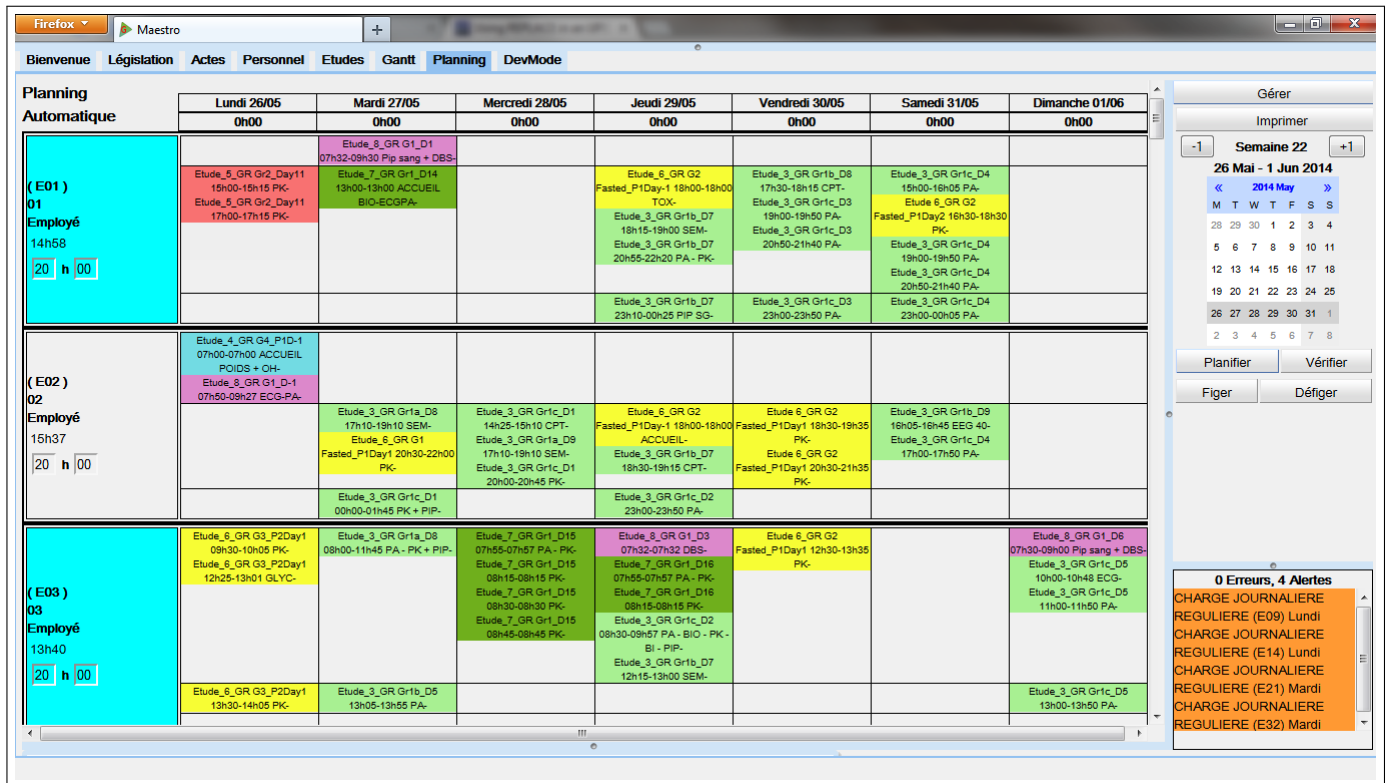 Firefox
Maestro
+
Bienvenue Législation Actes Personnel Etudes Gantt Planning DevMode
Planning
Automatique
Lundi 26/05 Mardi 27/05 Mercredi 28/05 Jeudi 29/05 Vendredi 30/05 Samedi 31/05 Dimanche 01/06
0h00 0h00 0h00 0h00 0h00 0h00 0h00
( E01 )
01
Employé
14h58
20 h 00
Etude_8_GR G1_D1
07h32-09h30 Pip sang + DBS-
Etude_5_GR Gr2_Day11
15h00-15h15 PK-
Etude_5_GR Gr2_Day11
17h00-17h15 PK-
Etude_7_GR Gr1_D14
13h00-13h00 ACCUEIL
BIO-ECGPA-
Etude_6_GR G2
Fasted_P1Day-1 18h00-18h00
TOX-
Etude_3_GR Gr1b_D7
18h15-19h00 SEM-
Etude_3_GR Gr1b_D7
20h55-22h20 PA - PK-
Etude_3_GR Gr1b_D8
17h30-18h15 CPT-
Etude_3_GR Gr1c_D3
19h00-19h50 PA-
Etude_3_GR Gr1c_D3
20h50-21h40 PA-
Etude_3_GR Gr1c_D4
15h00-16h05 PA-
Etude 6_GR G2
Fasted_P1Day2 16h30-18h30
PK-
Etude_3_GR Gr1c_D4
19h00-19h50 PA-
Etude_3_GR Gr1c_D4
20h50-21h40 PA-
Etude_3_GR Gr1b_D7
23h10-00h25 PIP SG-
Etude_3_GR Gr1c_D3
23h00-23h50 PA-
Etude_3_GR Gr1c_D4
23h00-00h05 PA-
( E02 )
02
Employé
15h37
20 h 00
Etude_4_GR G4_P1D-1
07h00-07h00 ACCUEIL
POIDS + OH-
Etude_8_GR G1_D-1
07h50-09h27 ECG-PA-
Etude_3_GR Gr1a_D8
17h10-19h10 SEM-
Etude_6_GR G1
Fasted_P1Day1 20h30-22h00
PK-
Etude_3_GR Gr1c_D1
14h25-15h10 CPT-
Etude_3_GR Gr1a_D9
17h10-19h10 SEM-
Etude_3_GR Gr1c_D1
20h00-20h45 PK-
Etude_6_GR G2
Fasted_P1Day-1 18h00-18h00
ACCUEIL-
Etude_3_GR Gr1b_D7
18h30-19h15 CPT-
Etude 6_GR G2
Fasted_P1Day1 18h30-19h35
PK-
Etude 6_GR G2
Fasted_P1Day1 20h30-21h35
PK-
Etude_3_GR Gr1b_D9
16h05-16h45 EEG 40-
Etude_3_GR Gr1c_D4
17h00-17h50 PA-
Etude_3_GR Gr1c_D1
00h00-01h45 PK + PIP-
Etude_3_GR Gr1c_D2
23h00-23h50 PA-
( E03 )
03
Employé
13h40
20 h 00
Etude_6_GR G3_P2Day1
09h30-10h05 PK-
Etude_6_GR G3_P2Day1
12h25-13h01 GLYC-
Etude_3_GR Gr1a_D8
08h00-11h45 PA - PK + PIP-
Etude_7_GR Gr1_D15
07h55-07h57 PA - PK-
Etude_7_GR Gr1_D15
08h15-08h15 PK-
Etude_7_GR Gr1_D15
08h30-08h30 PK-
Etude_7_GR Gr1_D15
08h45-08h45 PK-
Etude_8_GR G1_D3
07h32-07h32 DBS-
Etude_7_GR Gr1_D16
07h55-07h57 PA - PK-
Etude_7_GR Gr1_D16
08h15-08h15 PK-
Etude_3_GR Gr1c_D2
08h30-09h57 PA - BIO - PK -
BI - PIP-
Etude_3_GR Gr1b_D7
12h15-13h00 SEM-
Etude 6_GR G2
Fasted_P1Day1 12h30-13h35
PK-
Etude_8_GR G1_D6
07h30-09h00 Pip sang + DBS-
Etude_3_GR Gr1c_D5
10h00-10h48 ECG-
Etude_3_GR Gr1c_D5
11h00-11h50 PA-
Etude_6_GR G3_P2Day1
13h30-14h05 PK-
Etude_3_GR Gr1b_D5
13h05-13h55 PA-
Etude_3_GR Gr1c_D5
13h00-13h50 PA-
Gérer
Imprimer
-1 Semaine 22 +1
26 Mai - 1 Jun 2014
« 2014 May »
M T W T F S S
28 29 30 1 2 3 4
5 6 7 8 9 10 11
12 13 14 15 16 17 18
19 20 21 22 23 24 25
26 27 28 29 30 31 1
2 3 4 5 6 7 8
Planifier Vérifier
Figer Défiger
0 Erreurs, 4 Alertes
CHARGE JOURNALIERE
REGULIERE (E09) Lundi
CHARGE JOURNALIERE
REGULIERE (E14) Lundi
CHARGE JOURNALIERE
REGULIERE (E21) Mardi
CHARGE JOURNALIERE
REGULIERE (E32) Mardi